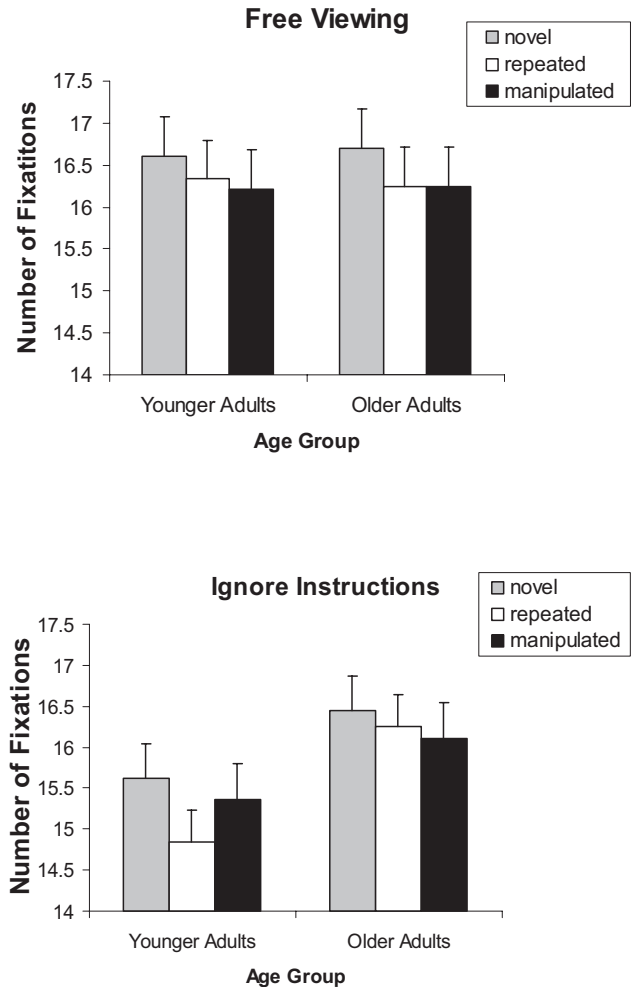 Free Viewing
novel
repeated
manipulated
Number of Fixatitons
17.5
17
16.5
16
15.5
15
14.5
14
Younger Adults Older Adults
Age Group
Ignore Instructions
novel
repeated
manipulated
Number of Fixations
17.5
17
16.5
16
15.5
15
14.5
14
Younger Adults Older Adults
Age Group